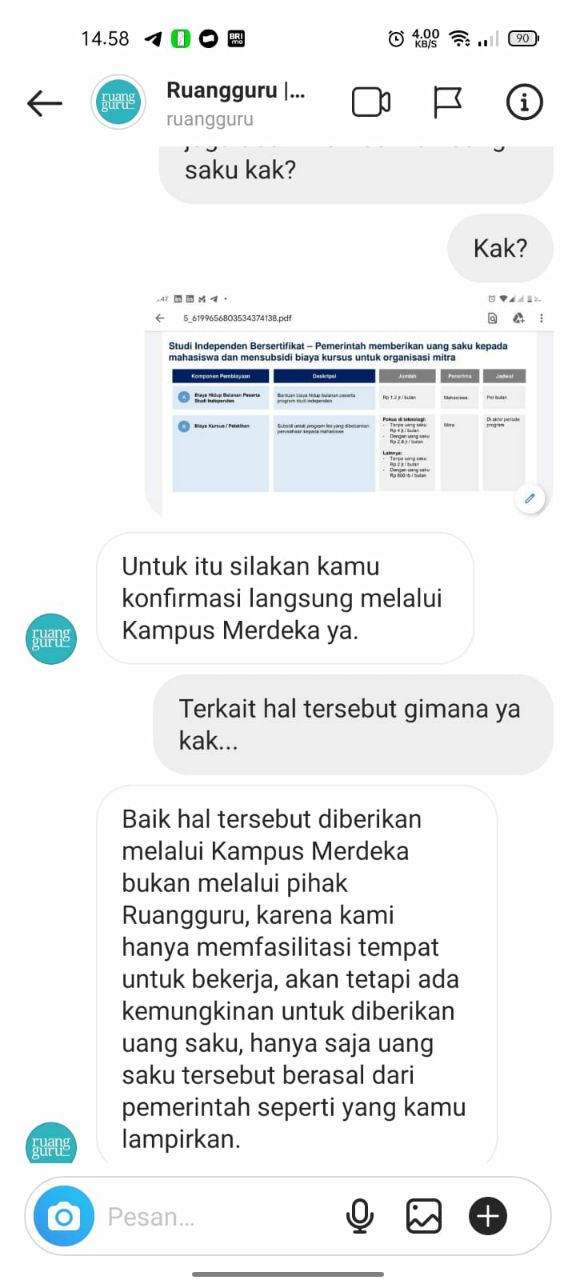 14.58
4.00
KB/S
90
ruang
guru
Ruangguru |...
ruangguru
saku kak?
Kak?
5_6199656803534374138.pdf
Studi Independen Bersertifikat – Pemerintah memberikan uang saku kepada
mahasiswa dan mensubsidi biaya kursus untuk organisasi mitra
Komponen Pembiayaan Deskripsi Jumlah Penerima Jadwal
A Biaya Hidup Bulanan Peserta
Studi Independen
Bantuan biaya hidup bulanan peserta
program studi independen
Rp 1.2 jt / bulan
Mahasiswa
Per bulan
B Biaya Kursus / Pelatihan
Subsidi untuk program
perusahaan kepada mahasiswa
Fokus di teknologi:
- Tanpa uang saku
Rp 4 jt / bulan
- Dengan uang saku
Rp 2.8 jt / bulan
Lainnya:
- Tanpa uang saku
Rp 2 jt / bulan
- Dengan uang saku
Rp 800 rb / bulan
Mitra
Di akhir periode
program
Untuk itu silakan kamu
konfirmasi langsung melalui
Kampus Merdeka ya.
ruang
guru
Terkait hal tersebut gimana ya
kak...
Baik hal tersebut diberikan
melalui Kampus Merdeka
bukan melalui pihak
Ruangguru, karena kami
hanya memfasilitasi tempat
untuk bekerja, akan tetapi ada
kemungkinan untuk diberikan
uang saku, hanya saja uang
saku tersebut berasal dari
pemerintah seperti yang kamu
lampirkan.
ruang
guru
Pesan...